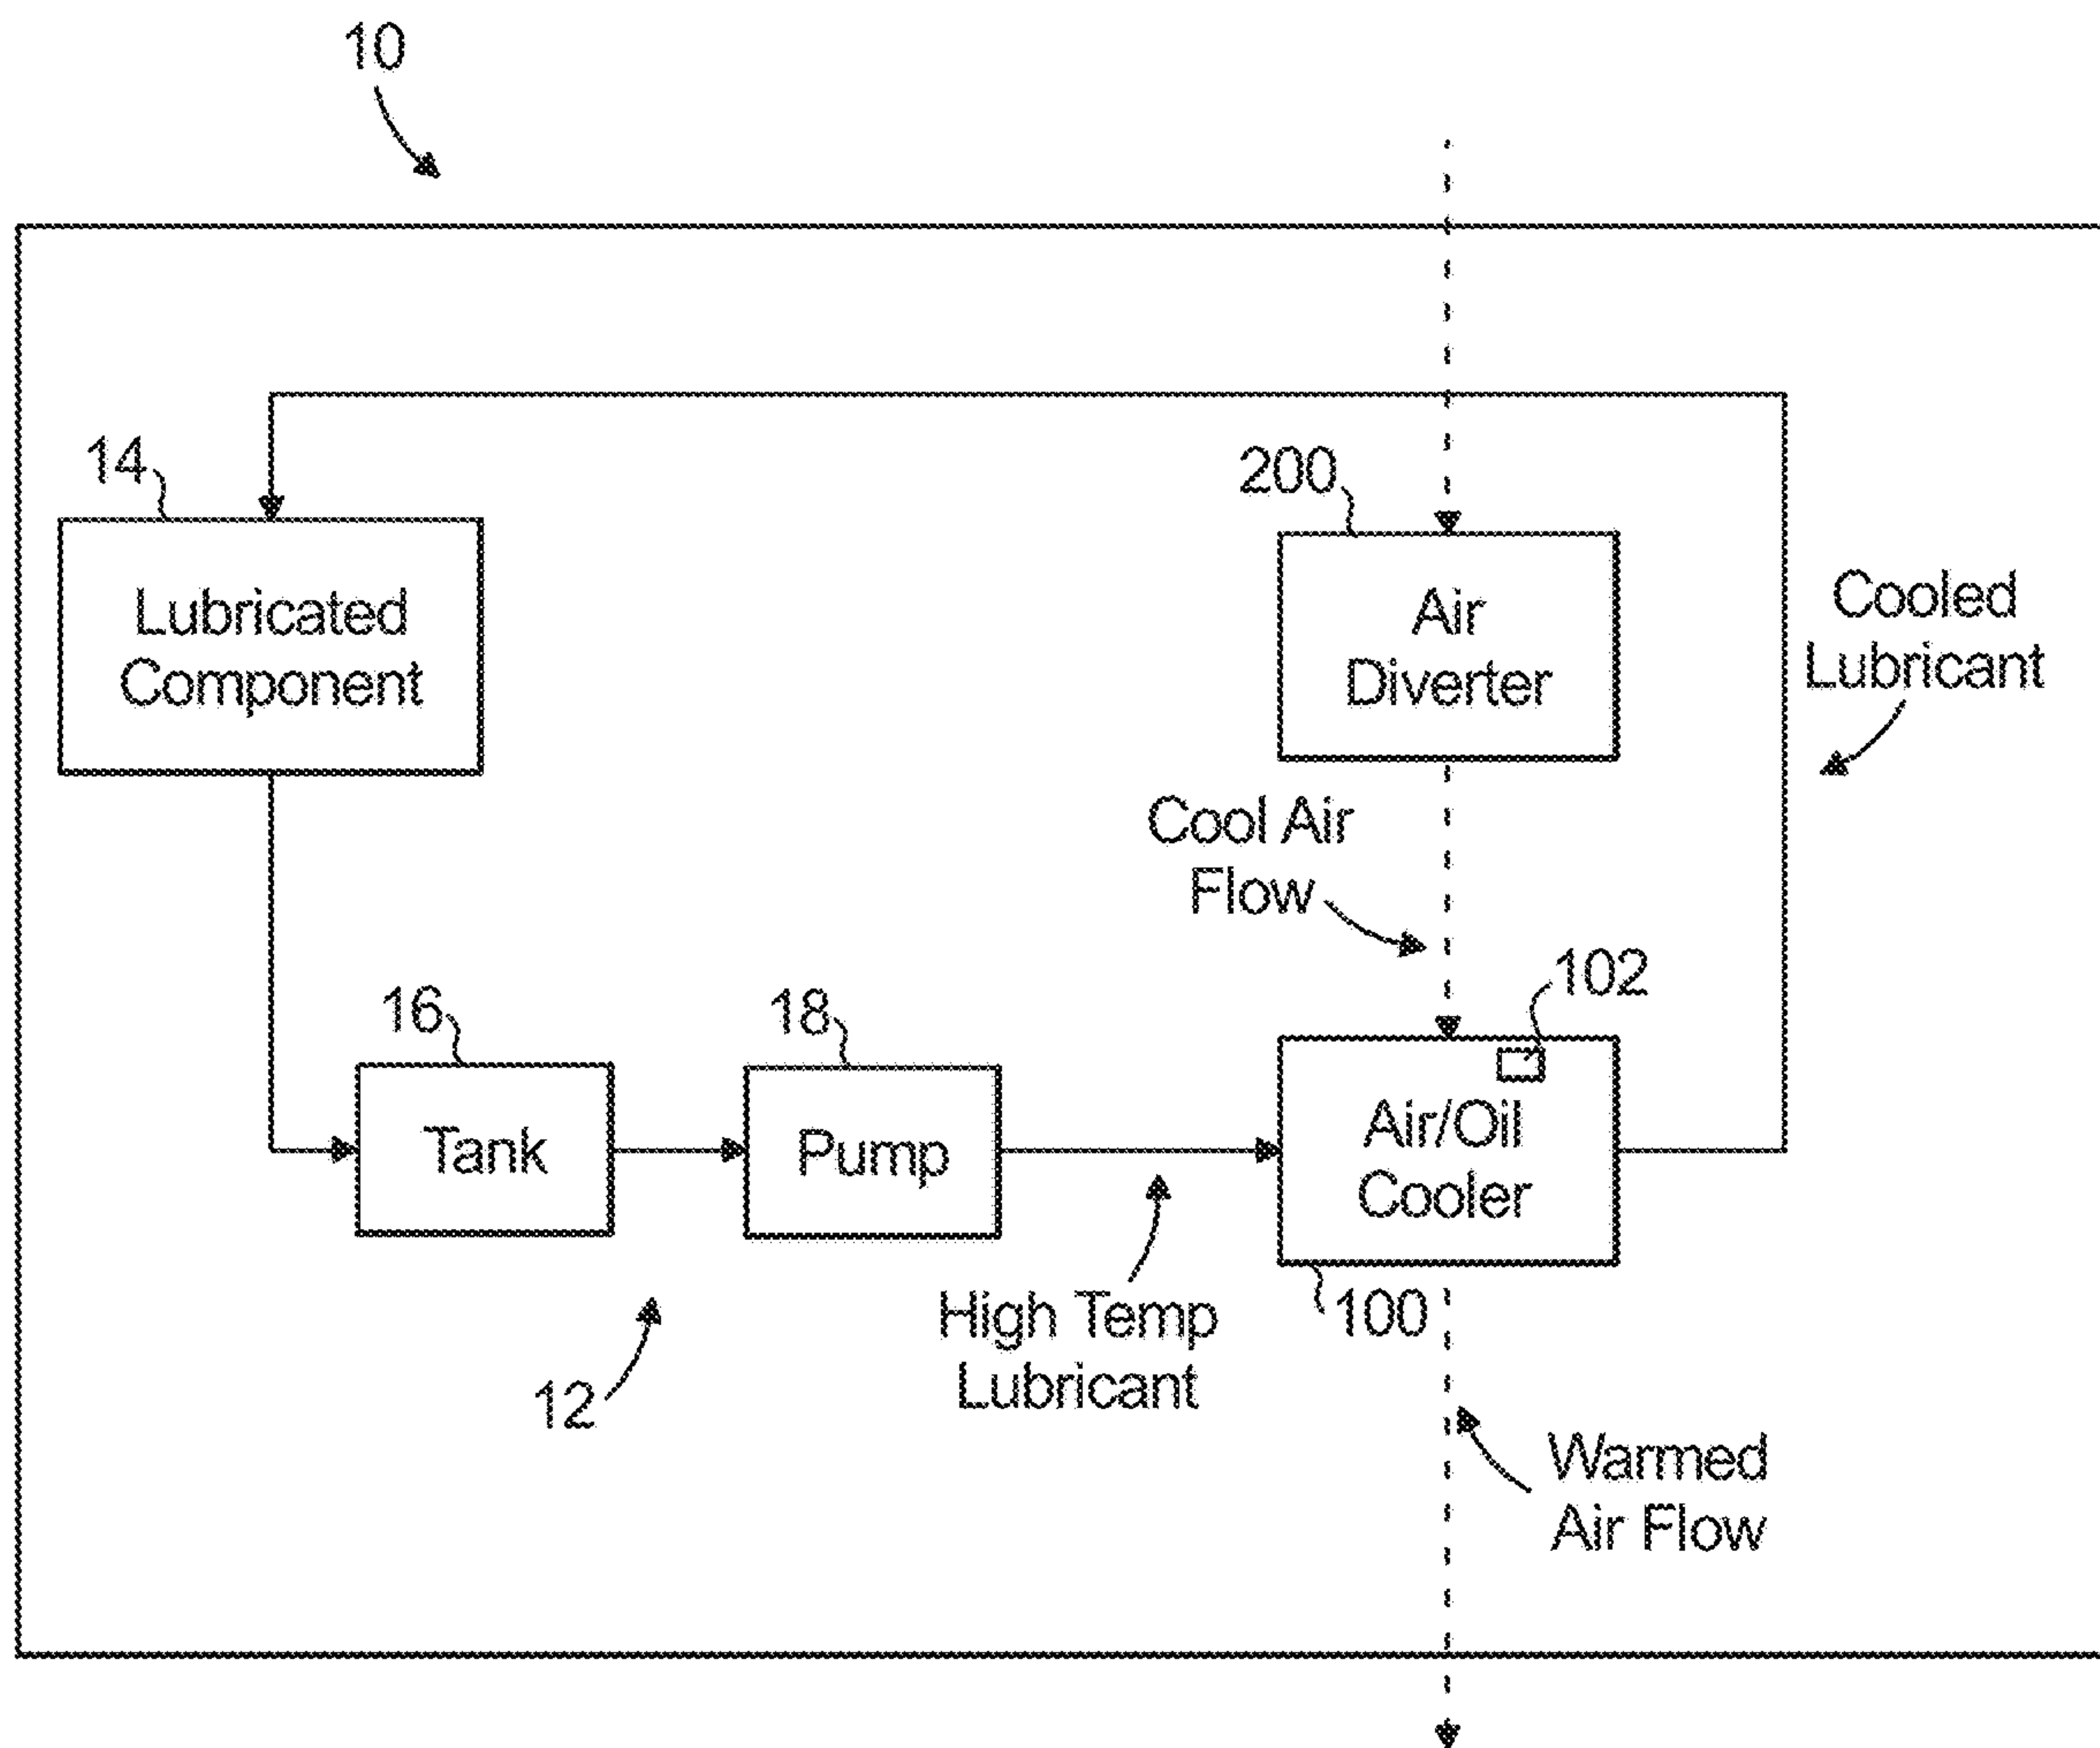 10
14
200
Lubricated
Component
Air
Diverter
Cooled
Lubricant
Cool Air
Flow
102
16
18
Tank
Pump
Air/Oil
Cooler
100
High Temp
Lubricant
12
Warmed
Air Flow